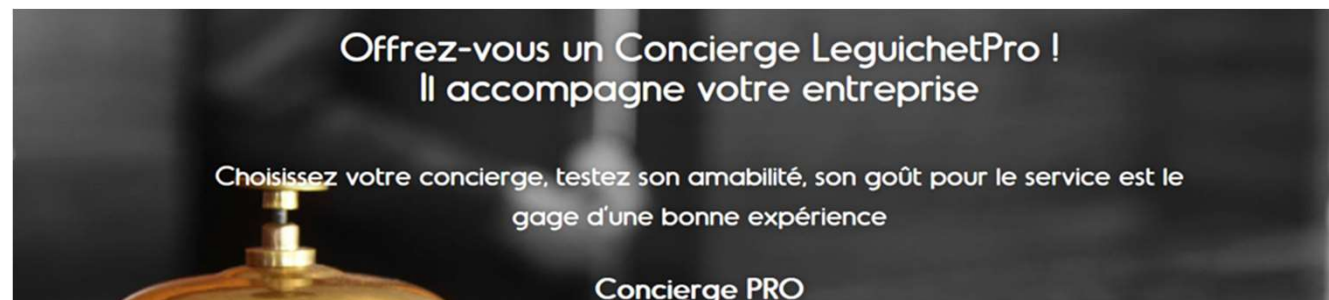 Offrez-vous un Concierge LeguichetPro !
Il accompagne votre entreprise
Choisissez votre concierge, testez son amabilité, son goût pour le service est le
gage d'une bonne expérience
Concierge PRO